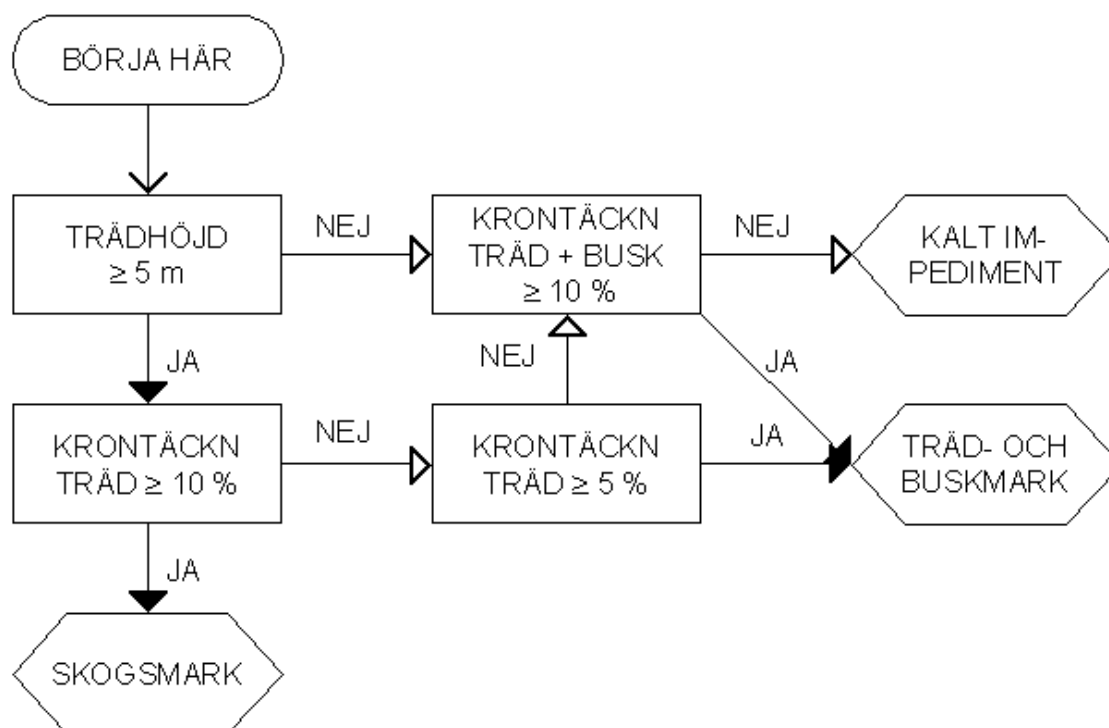 BÖRJA HÄR
TRÄDHÖJD
≥ 5 m
NEJ
KRONTÄCKN
TRÄD + BUSK
≥ 10 %
NEJ
KALT IM-
PEDIMENT
JA
NEJ
JA
KRONTÄCKN
TRÄD ≥ 10 %
NEJ
KRONTÄCKN
TRÄD ≥ 5 %
JA
TRÄD- OCH
BUSKMARK
JA
SKOGSMARK